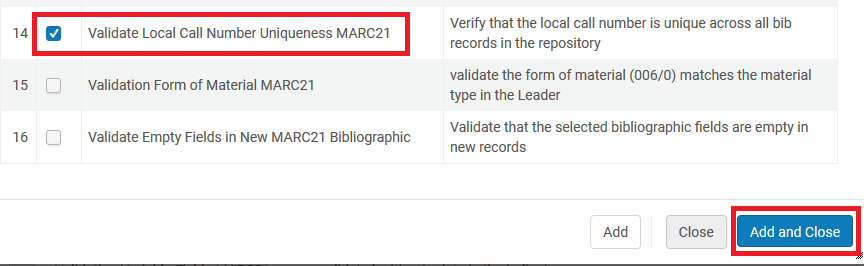 14 Validate Local Call Number Uniqueness MARC21 Verify that the local call number is unique across all bib
records in the repository
15 Validation Form of Material MARC21 validate the form of material (006/0) matches the material
type in the Leader
16 Validate Empty Fields in New MARC21 Bibliographic Validate that the selected bibliographic fields are empty in
new records
Add Close Add and Close